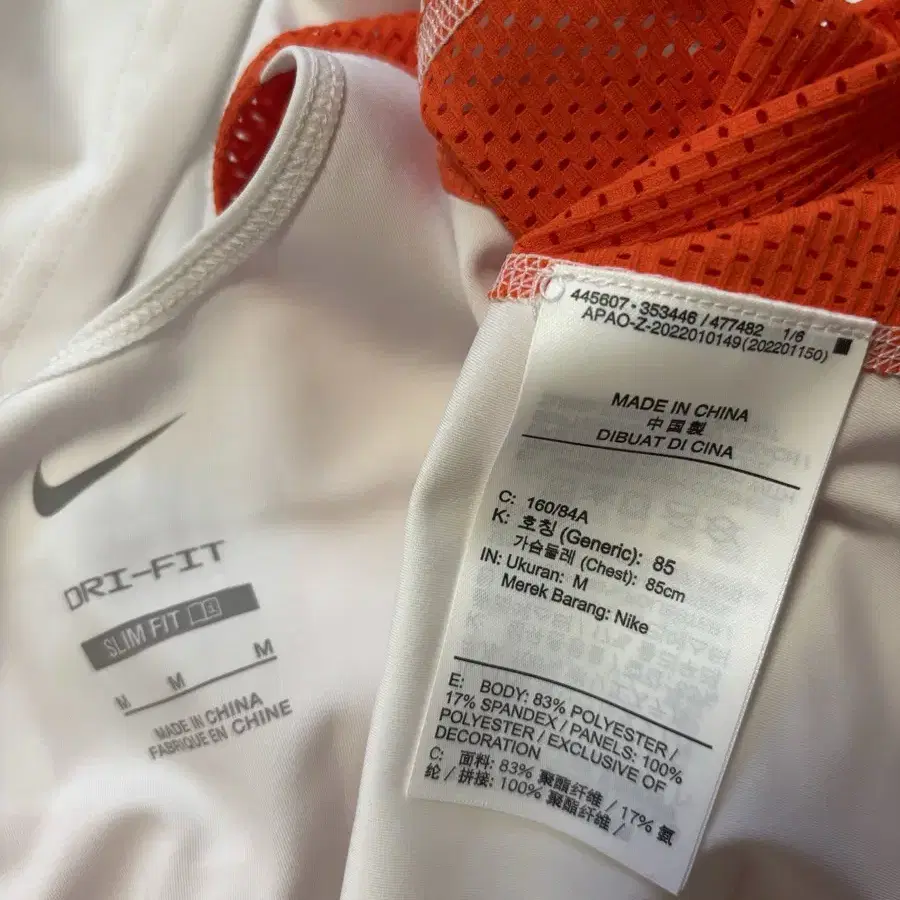 DRI-FIT
SLIM FIT
M M M
MADE IN CHINA
FABRIQUE EN CHINE
445607-353446 / 477482 1/6
APAO-Z-2022010149(202201150)
MADE IN CHINA
中国製
DIBUAT DI CINA
C: 160/84A
K: 호칭 (Generic): 85
가슴둘레 (Chest): 85cm
IN: Ukuran: M
Merek Barang: Nike
E: BODY: 83% POLYESTER /
17% SPANDEX / PANELS: 100%
POLYESTER / EXCLUSIVE OF
DECORATION
C: 面料: 83% 聚酯纤维 / 17% 氨
纶 / 拼接: 100% 聚酯纤维 /